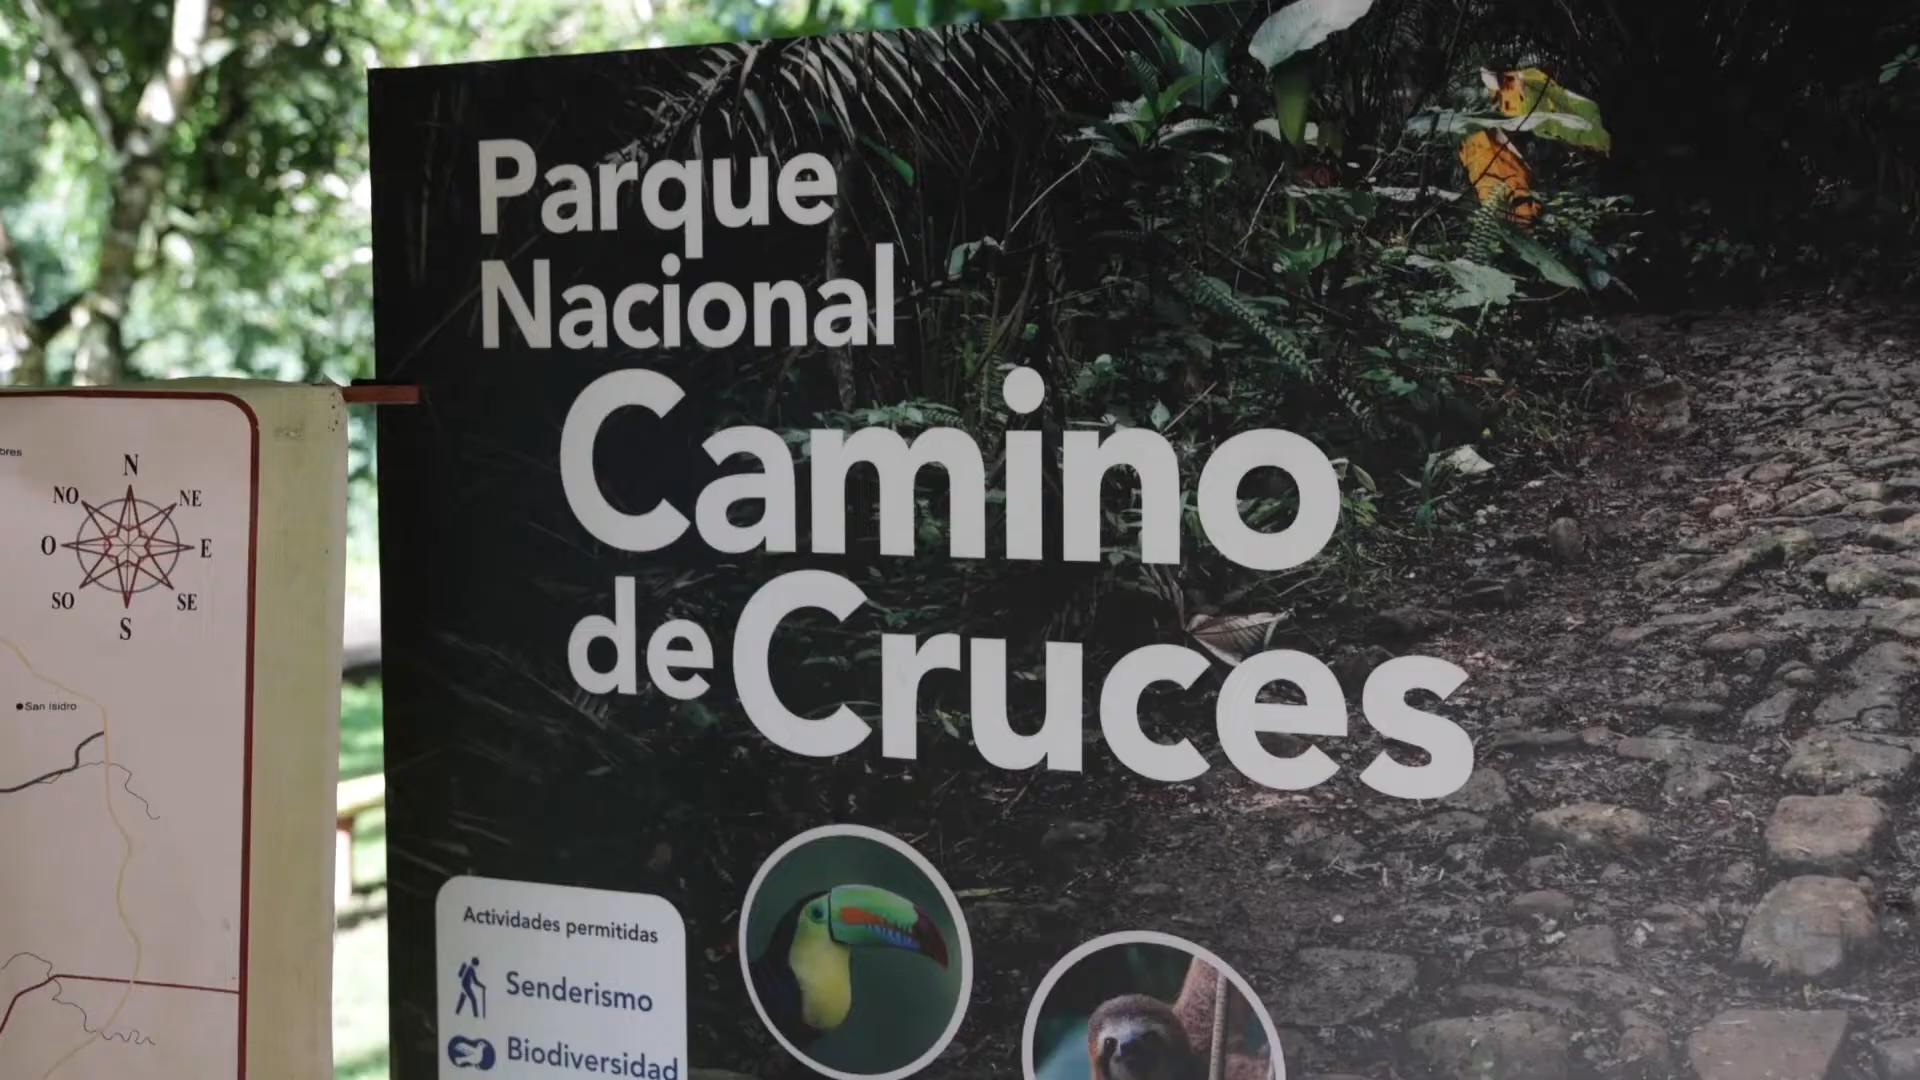 Parque
Nacional
Camino
de Cruces
Actividades permitidas
Senderismo
Biodiversidad
N
NO
NE
O
E
SO
SE
S
San Isidro